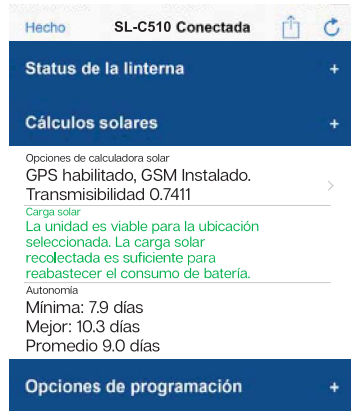 Hecho SL-C510 Conectada
Status de la linterna +
Cálculos solares +
Opciones de calculadora solar
GPS habilitado, GSM Instalado.
Transmisibilidad 0.7411
Carga solar
La unidad es viable para la ubicación
seleccionada. La carga solar
recolectada es suficiente para
reabastecer el consumo de batería.
Autonomía
Mínima: 7.9 días
Mejor: 10.3 días
Promedio 9.0 días
Opciones de programación +